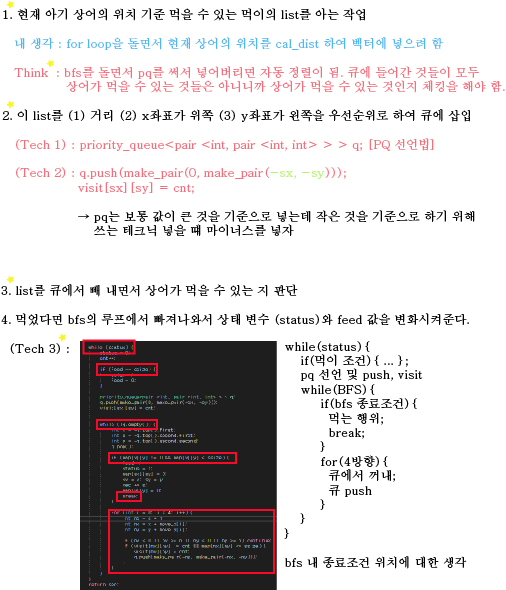 1. 현재 아기 상어의 위치 기준 먹을 수 있는 먹이의 list를 아는 작업
내 생각 : for loop을 돌면서 현재 상어의 위치를 cal_dist 하여 벡터에 넣으려 함
Think : bfs를 돌면서 pq를 써서 넣어버리면 자동 정렬이 됨. 큐에 들어간 것들이 모두
상어가 먹을 수 있는 것들은 아니니까 상어가 먹을 수 있는 것인지 체킹을 해야 함.
2. 이 list를 (1) 거리 (2) x좌표가 위쪽 (3) y좌표가 왼쪽을 우선순위로 하여 큐에 삽입
(Tech 1) : priority_queue<pair <int, pair <int, int> > > q; [PQ 선언법]
(Tech 2) : q.push(make_pair(0, make_pair(-sx, -sy)));
visit[sx][sy] = cnt;
→ pq는 보통 값이 큰 것을 기준으로 넣는데 작은 것을 기준으로 하기 위해
쓰는 테크닉 넣을 떄 마이너스를 넣자
3. list를 큐에서 빼 내면서 상어가 먹을 수 있는 지 판단
4. 먹었다면 bfs의 루프에서 빠져나와서 상태 변수 (status)와 feed 값을 변화시켜준다.
(Tech 3) :
while (status) {
break;
return ans;
while(status) {
if(먹이 조건) { ... };
pq 선언 및 push, visit
while(BFS) {
if(bfs 종료조건) {
먹는 행위;
break;
}
for(4방향) {
큐에서 꺼내;
큐 push
}
}
}
bfs 내 종료조건 위치에 대한 생각